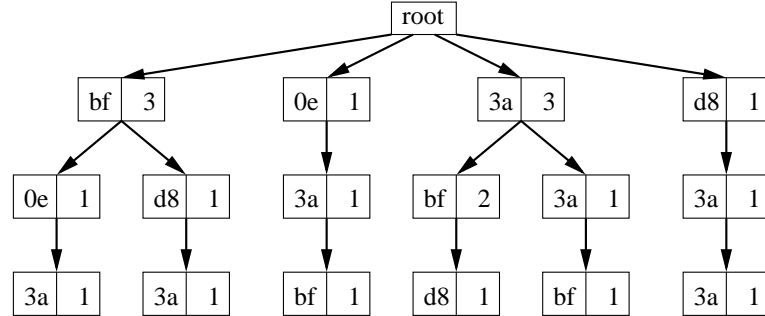 root
bf 3 0e 1 3a 3 d8 1
0e 1 d8 1 3a 1 bf 2 3a 1 3a 1
3a 1 3a 1 bf 1 d8 1 bf 1 3a 1